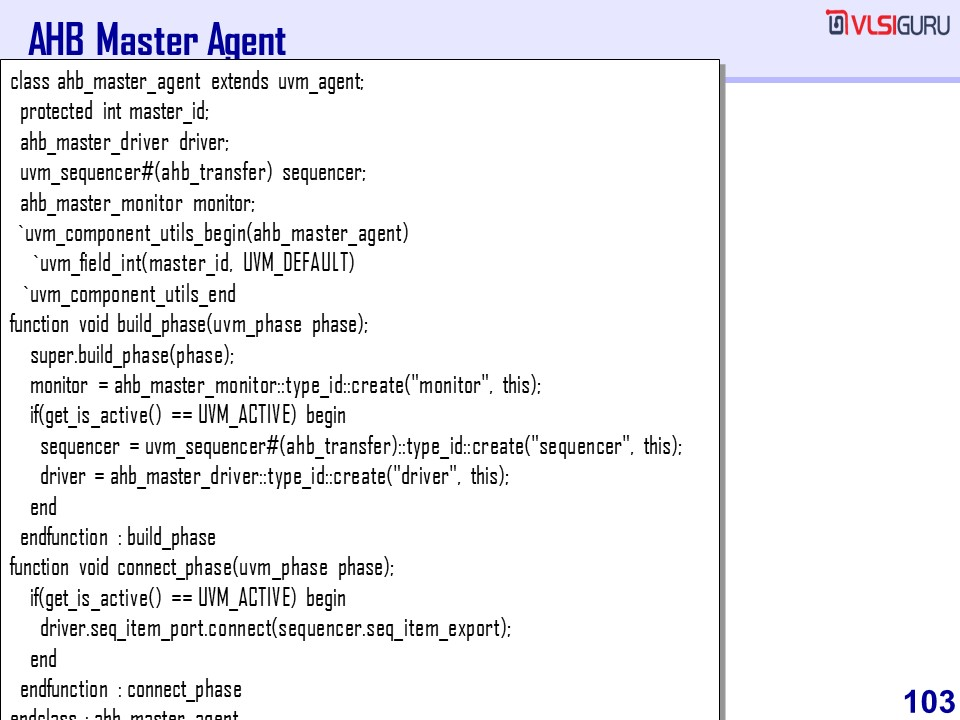 AHB Master Agent
VLSIGURU
class ahb_master_agent extends uvm_agent;
protected int master_id;
ahb_master_driver driver;
uvm_sequencer#(ahb_transfer) sequencer;
ahb_master_monitor monitor;
`uvm_component_utils_begin(ahb_master_agent)
`uvm_field_int(master_id, UVM_DEFAULT)
`uvm_component_utils_end
function void build_phase(uvm_phase phase);
super.build_phase(phase);
monitor = ahb_master_monitor::type_id::create("monitor", this);
if(get_is_active() == UVM_ACTIVE) begin
sequencer = uvm_sequencer#(ahb_transfer)::type_id::create("sequencer", this);
driver = ahb_master_driver::type_id::create("driver", this);
end
endfunction : build_phase
function void connect_phase(uvm_phase phase);
if(get_is_active() == UVM_ACTIVE) begin
driver.seq_item_port.connect(sequencer.seq_item_export);
end
endfunction : connect_phase
endclass : ahb_master_agent
103